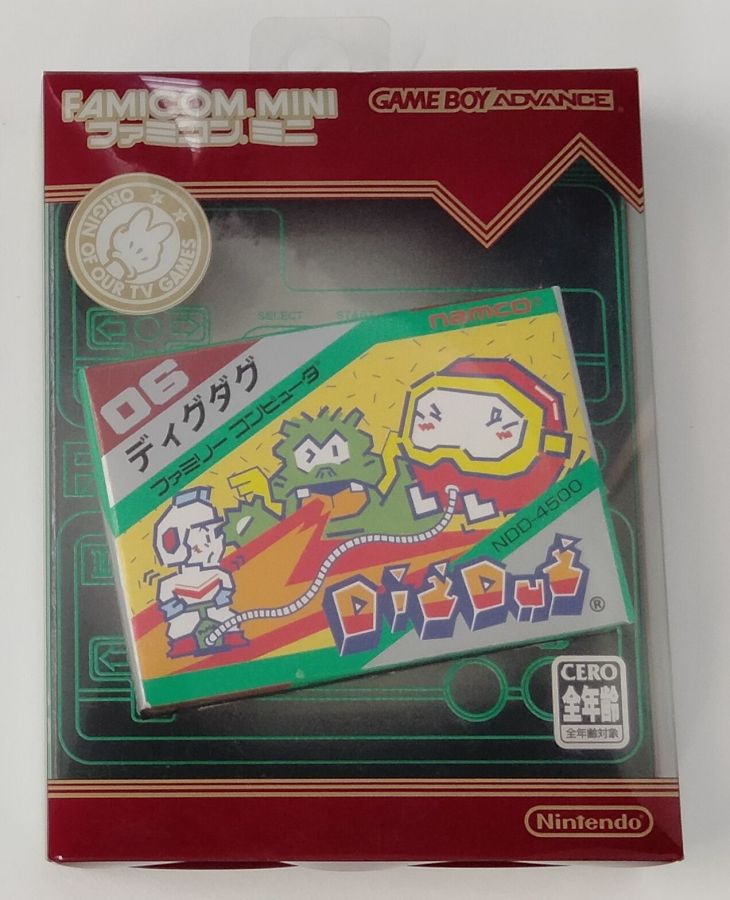 FAMICOM MINI
ファミコンミニ
GAME BOY ADVANCE
ORIGIN OF OUR TV GAMES
SELECT START
namco®
06
ディグダグ
ファミリー コンピュータ
NDD-4500
DiGDuG®
CERO
全年齢
全年齢対象
Nintendo®